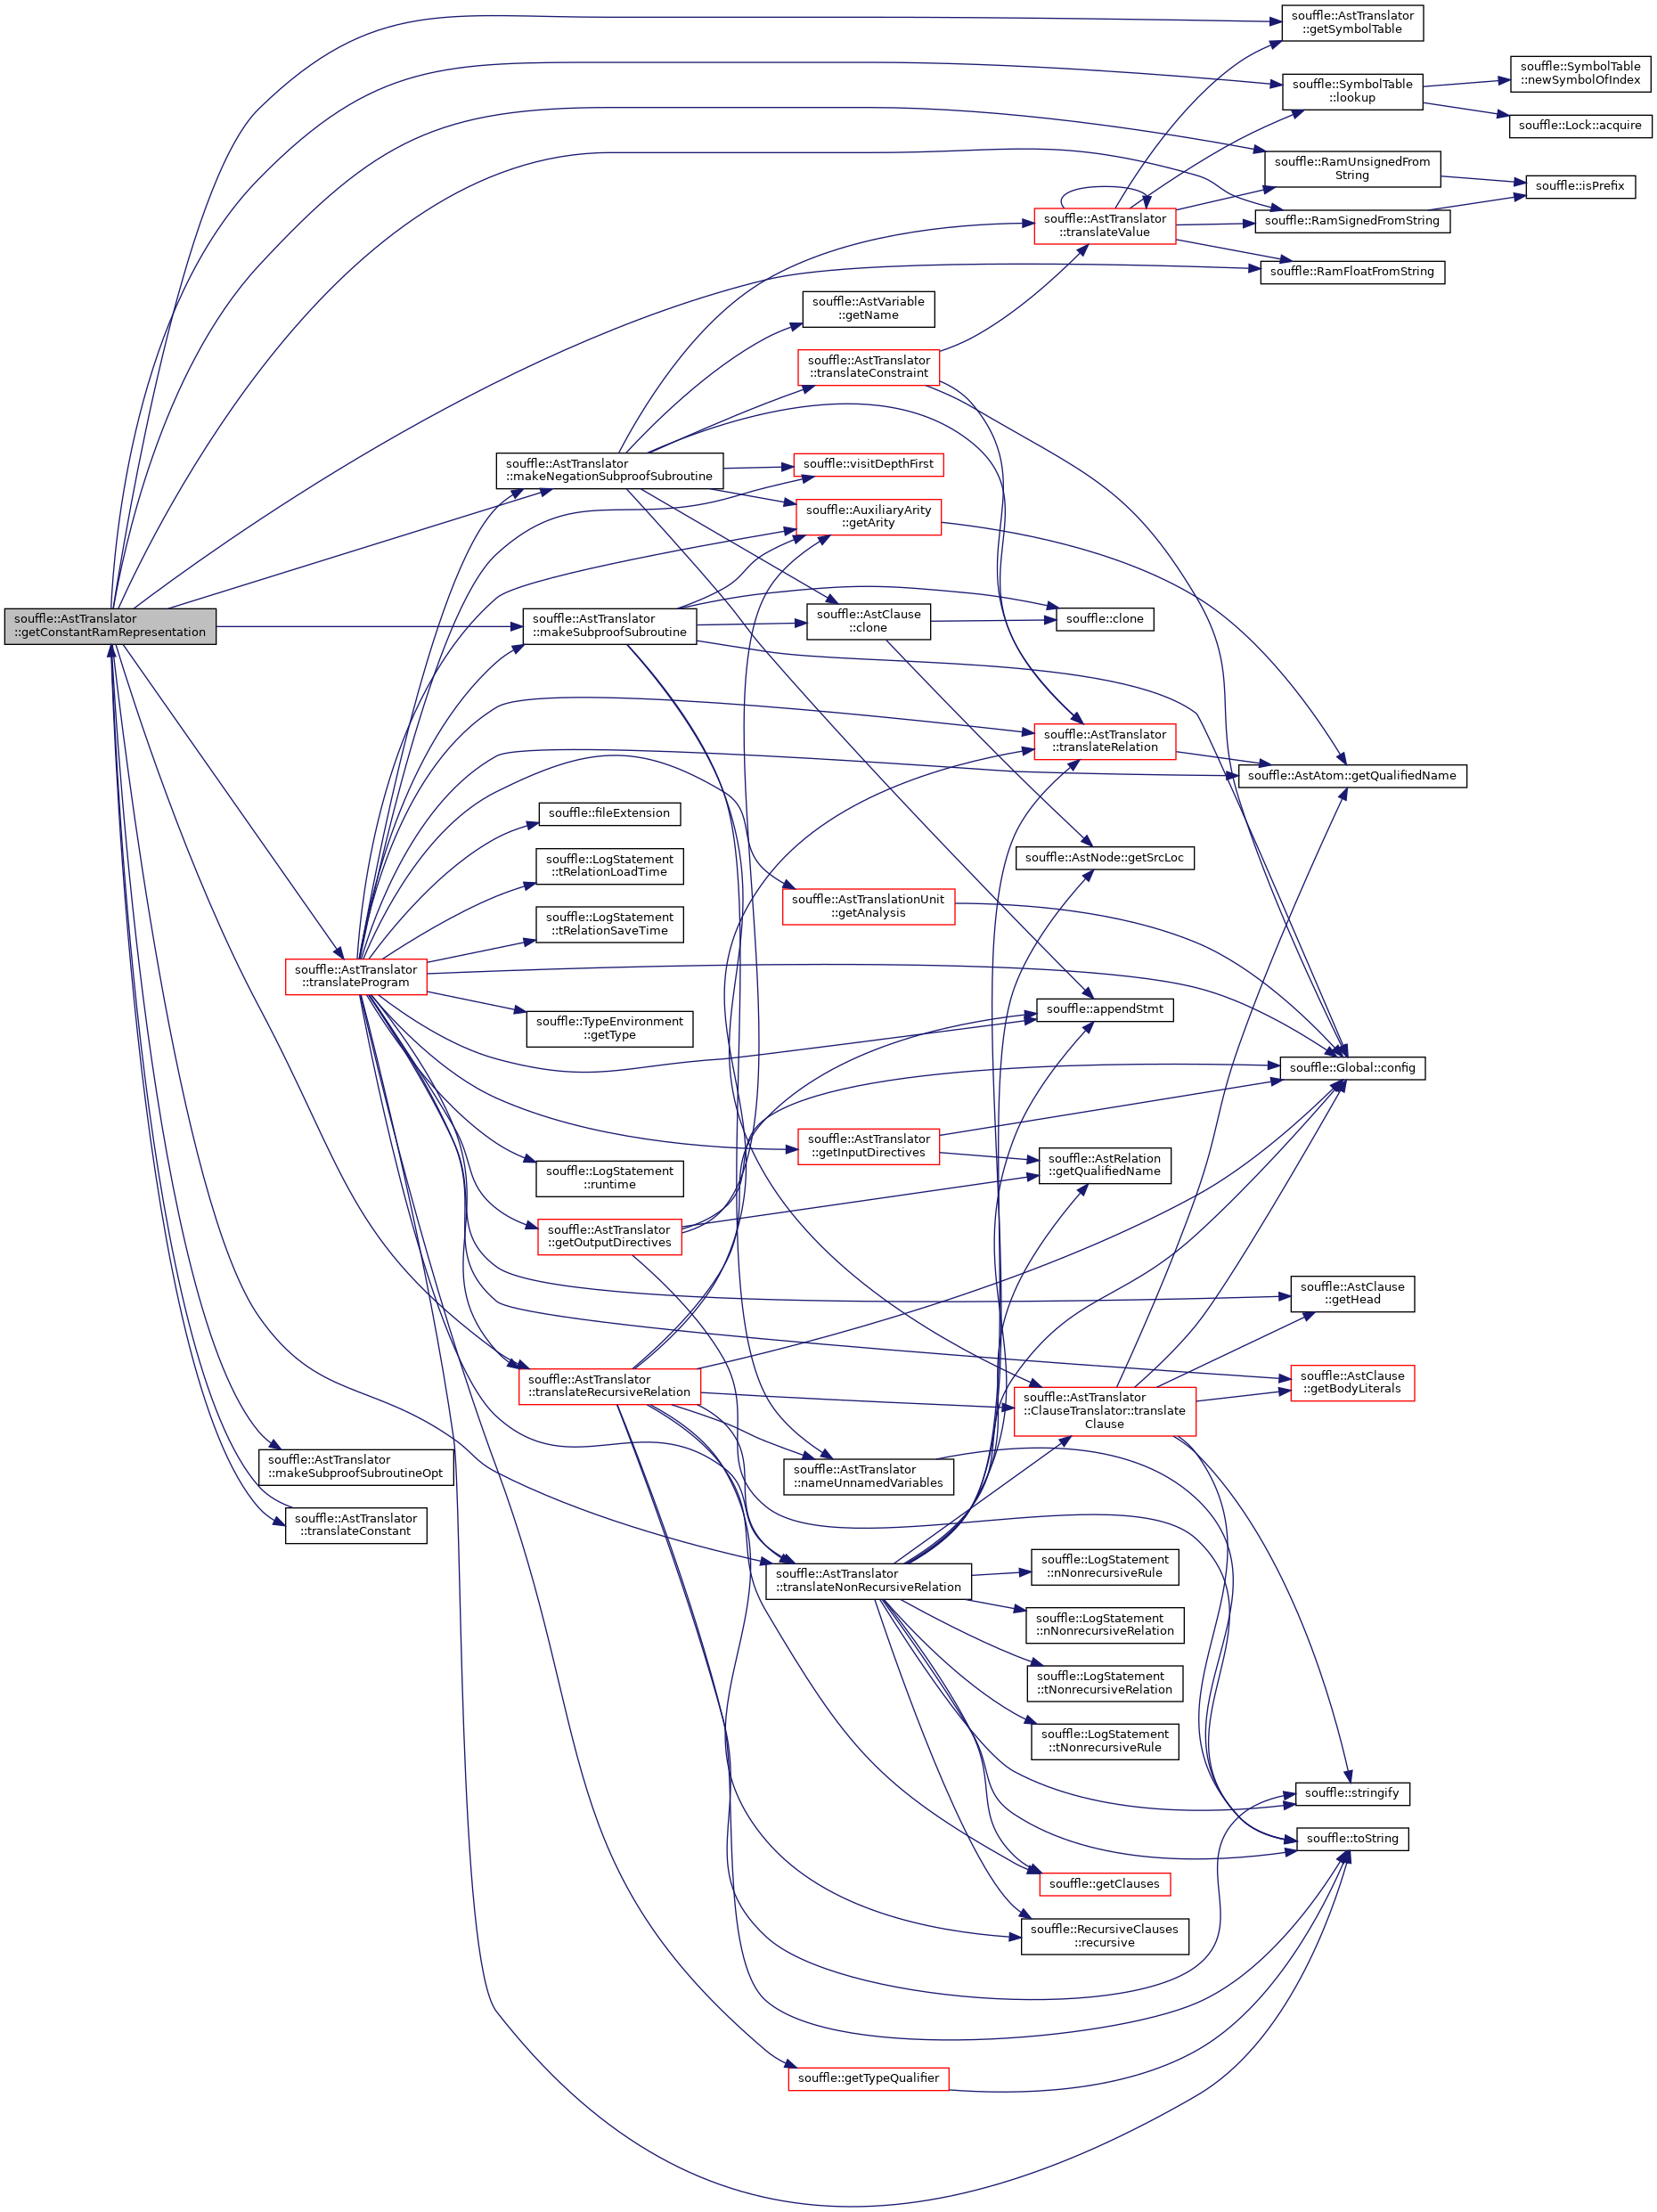 souffle::AstTranslator
::getSymbolTable
souffle::SymbolTable
::newSymbolOfIndex
souffle::SymbolTable
::lookup
souffle::Lock::acquire
souffle::RamUnsignedFrom
String
souffle::isPrefix
souffle::RamSignedFromString
souffle::AstTranslator
::translateValue
souffle::RamFloatFromString
souffle::AstVariable
::getName
souffle::AstTranslator
::translateConstraint
souffle::AstTranslator
::makeNegationSubproofSubroutine
souffle::visitDepthFirst
souffle::AuxiliaryArity
::getArity
souffle::AstTranslator
::getConstantRamRepresentation
souffle::AstTranslator
::makeSubproofSubroutine
souffle::AstClause
::clone
souffle::clone
souffle::AstTranslator
::translateRelation
souffle::AstAtom::getQualifiedName
souffle::fileExtension
souffle::LogStatement
::tRelationLoadTime
souffle::AstNode::getSrcLoc
souffle::AstTranslationUnit
::getAnalysis
souffle::LogStatement
::tRelationSaveTime
souffle::AstTranslator
::translateProgram
souffle::appendStmt
souffle::TypeEnvironment
::getType
souffle::Global::config
souffle::AstTranslator
::getInputDirectives
souffle::AstRelation
::getQualifiedName
souffle::LogStatement
::runtime
souffle::AstTranslator
::getOutputDirectives
souffle::AstClause
::getHead
souffle::AstTranslator
::translateRecursiveRelation
souffle::AstClause
::getBodyLiterals
souffle::AstTranslator
::ClauseTranslator::translate
Clause
souffle::AstTranslator
::makeSubproofSubroutineOpt
souffle::AstTranslator
::nameUnnamedVariables
souffle::AstTranslator
::translateConstant
souffle::AstTranslator
::translateNonRecursiveRelation
souffle::LogStatement
::nNonrecursiveRule
souffle::LogStatement
::nNonrecursiveRelation
souffle::LogStatement
::tNonrecursiveRelation
souffle::LogStatement
::tNonrecursiveRule
souffle::stringify
souffle::toString
souffle::getClauses
souffle::RecursiveClauses
::recursive
souffle::getTypeQualifier